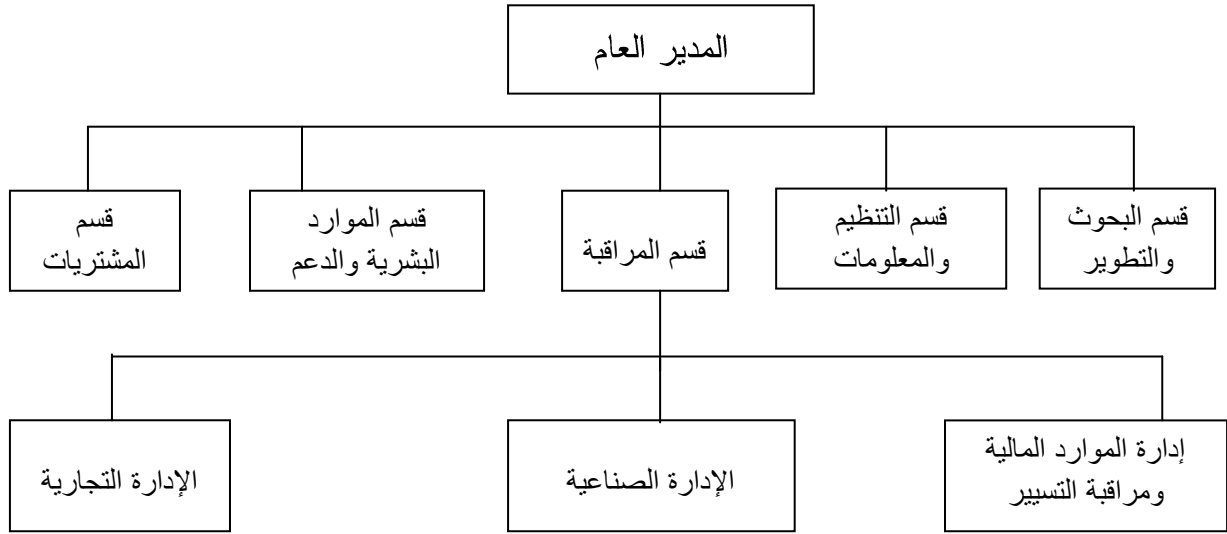 المدير العام
قسم البحوث
والتطوير
قسم التنظيم
والمعلومات
قسم المراقبة
قسم الموارد
البشرية والدعم
قسم
المشتريات
إدارة الموارد المالية
ومراقبة التسيير
الإدارة الصناعية
الإدارة التجارية